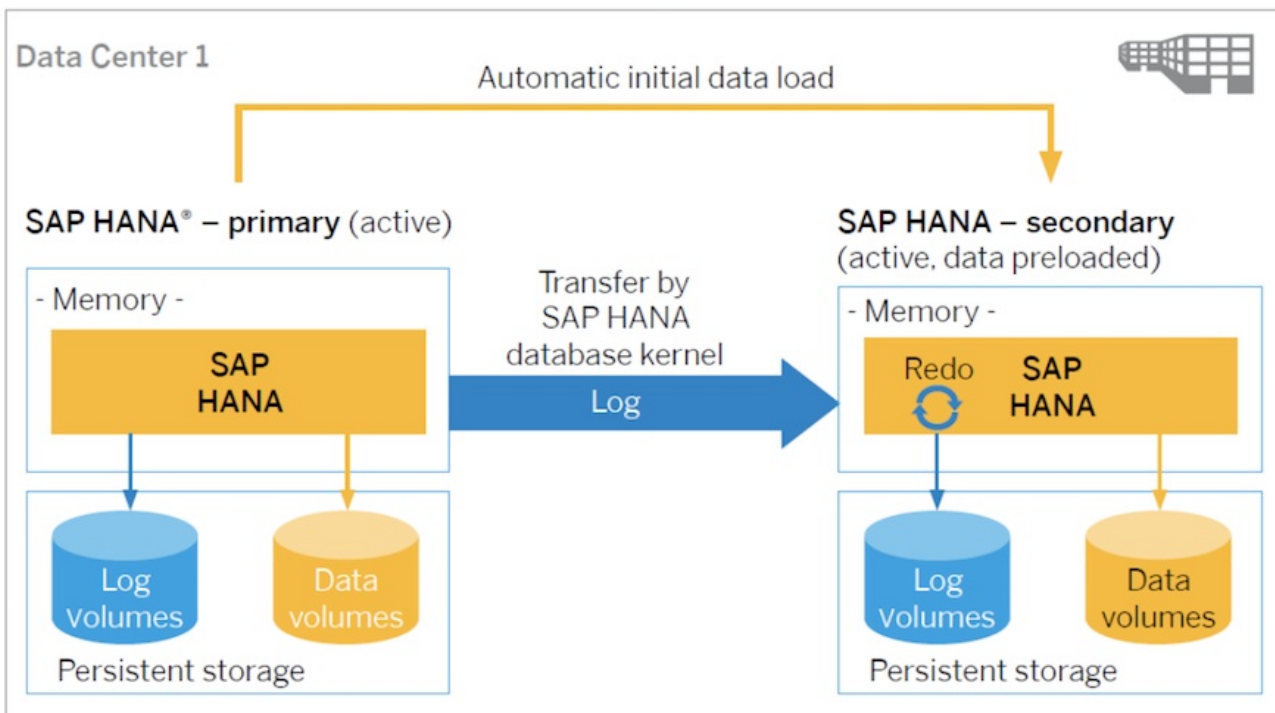 Data Center 1
Automatic initial data load
SAP HANA® – primary (active)
SAP HANA – secondary
(active, data preloaded)
- Memory -
SAP
HANA
Transfer by
SAP HANA
database kernel
Log
- Memory -
Redo
SAP
HANA
Log
volumes
Data
volumes
Persistent storage
Log
volumes
Data
volumes
Persistent storage